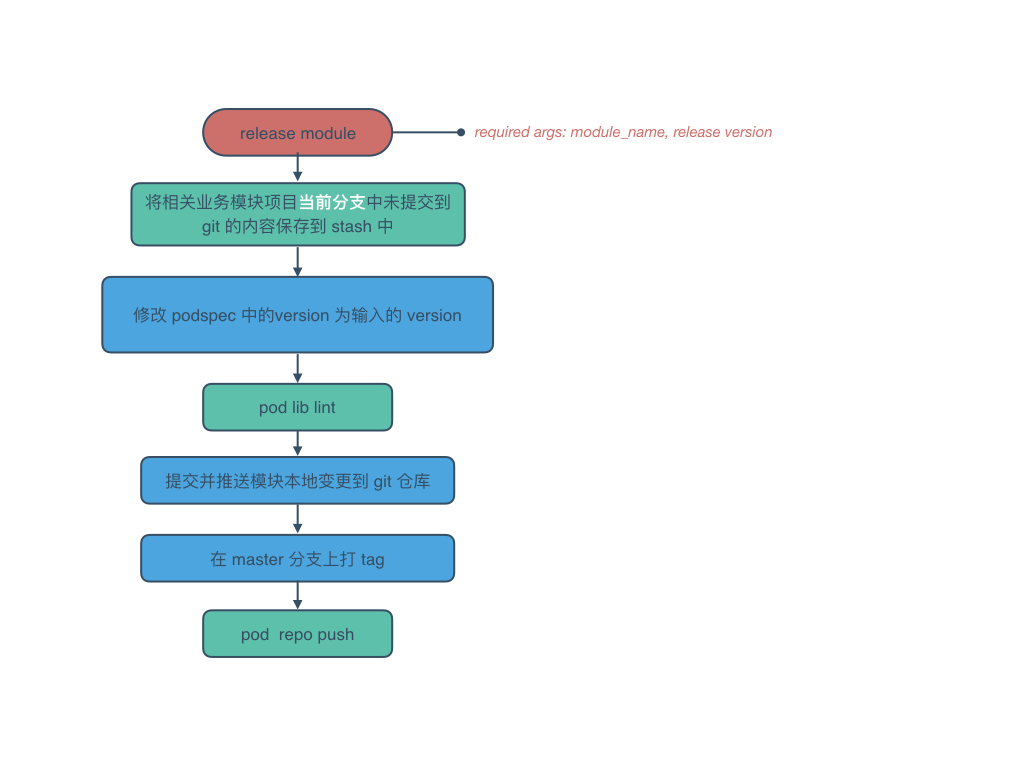 release module
required args: module_name, release version
将相关业务模块项目当前分支中未提交到
git 的内容保存到 stash 中
修改 podspec 中的version 为输入的 version
pod lib lint
提交并推送模块本地变更到 git 仓库
在 master 分支上打 tag
pod  repo push